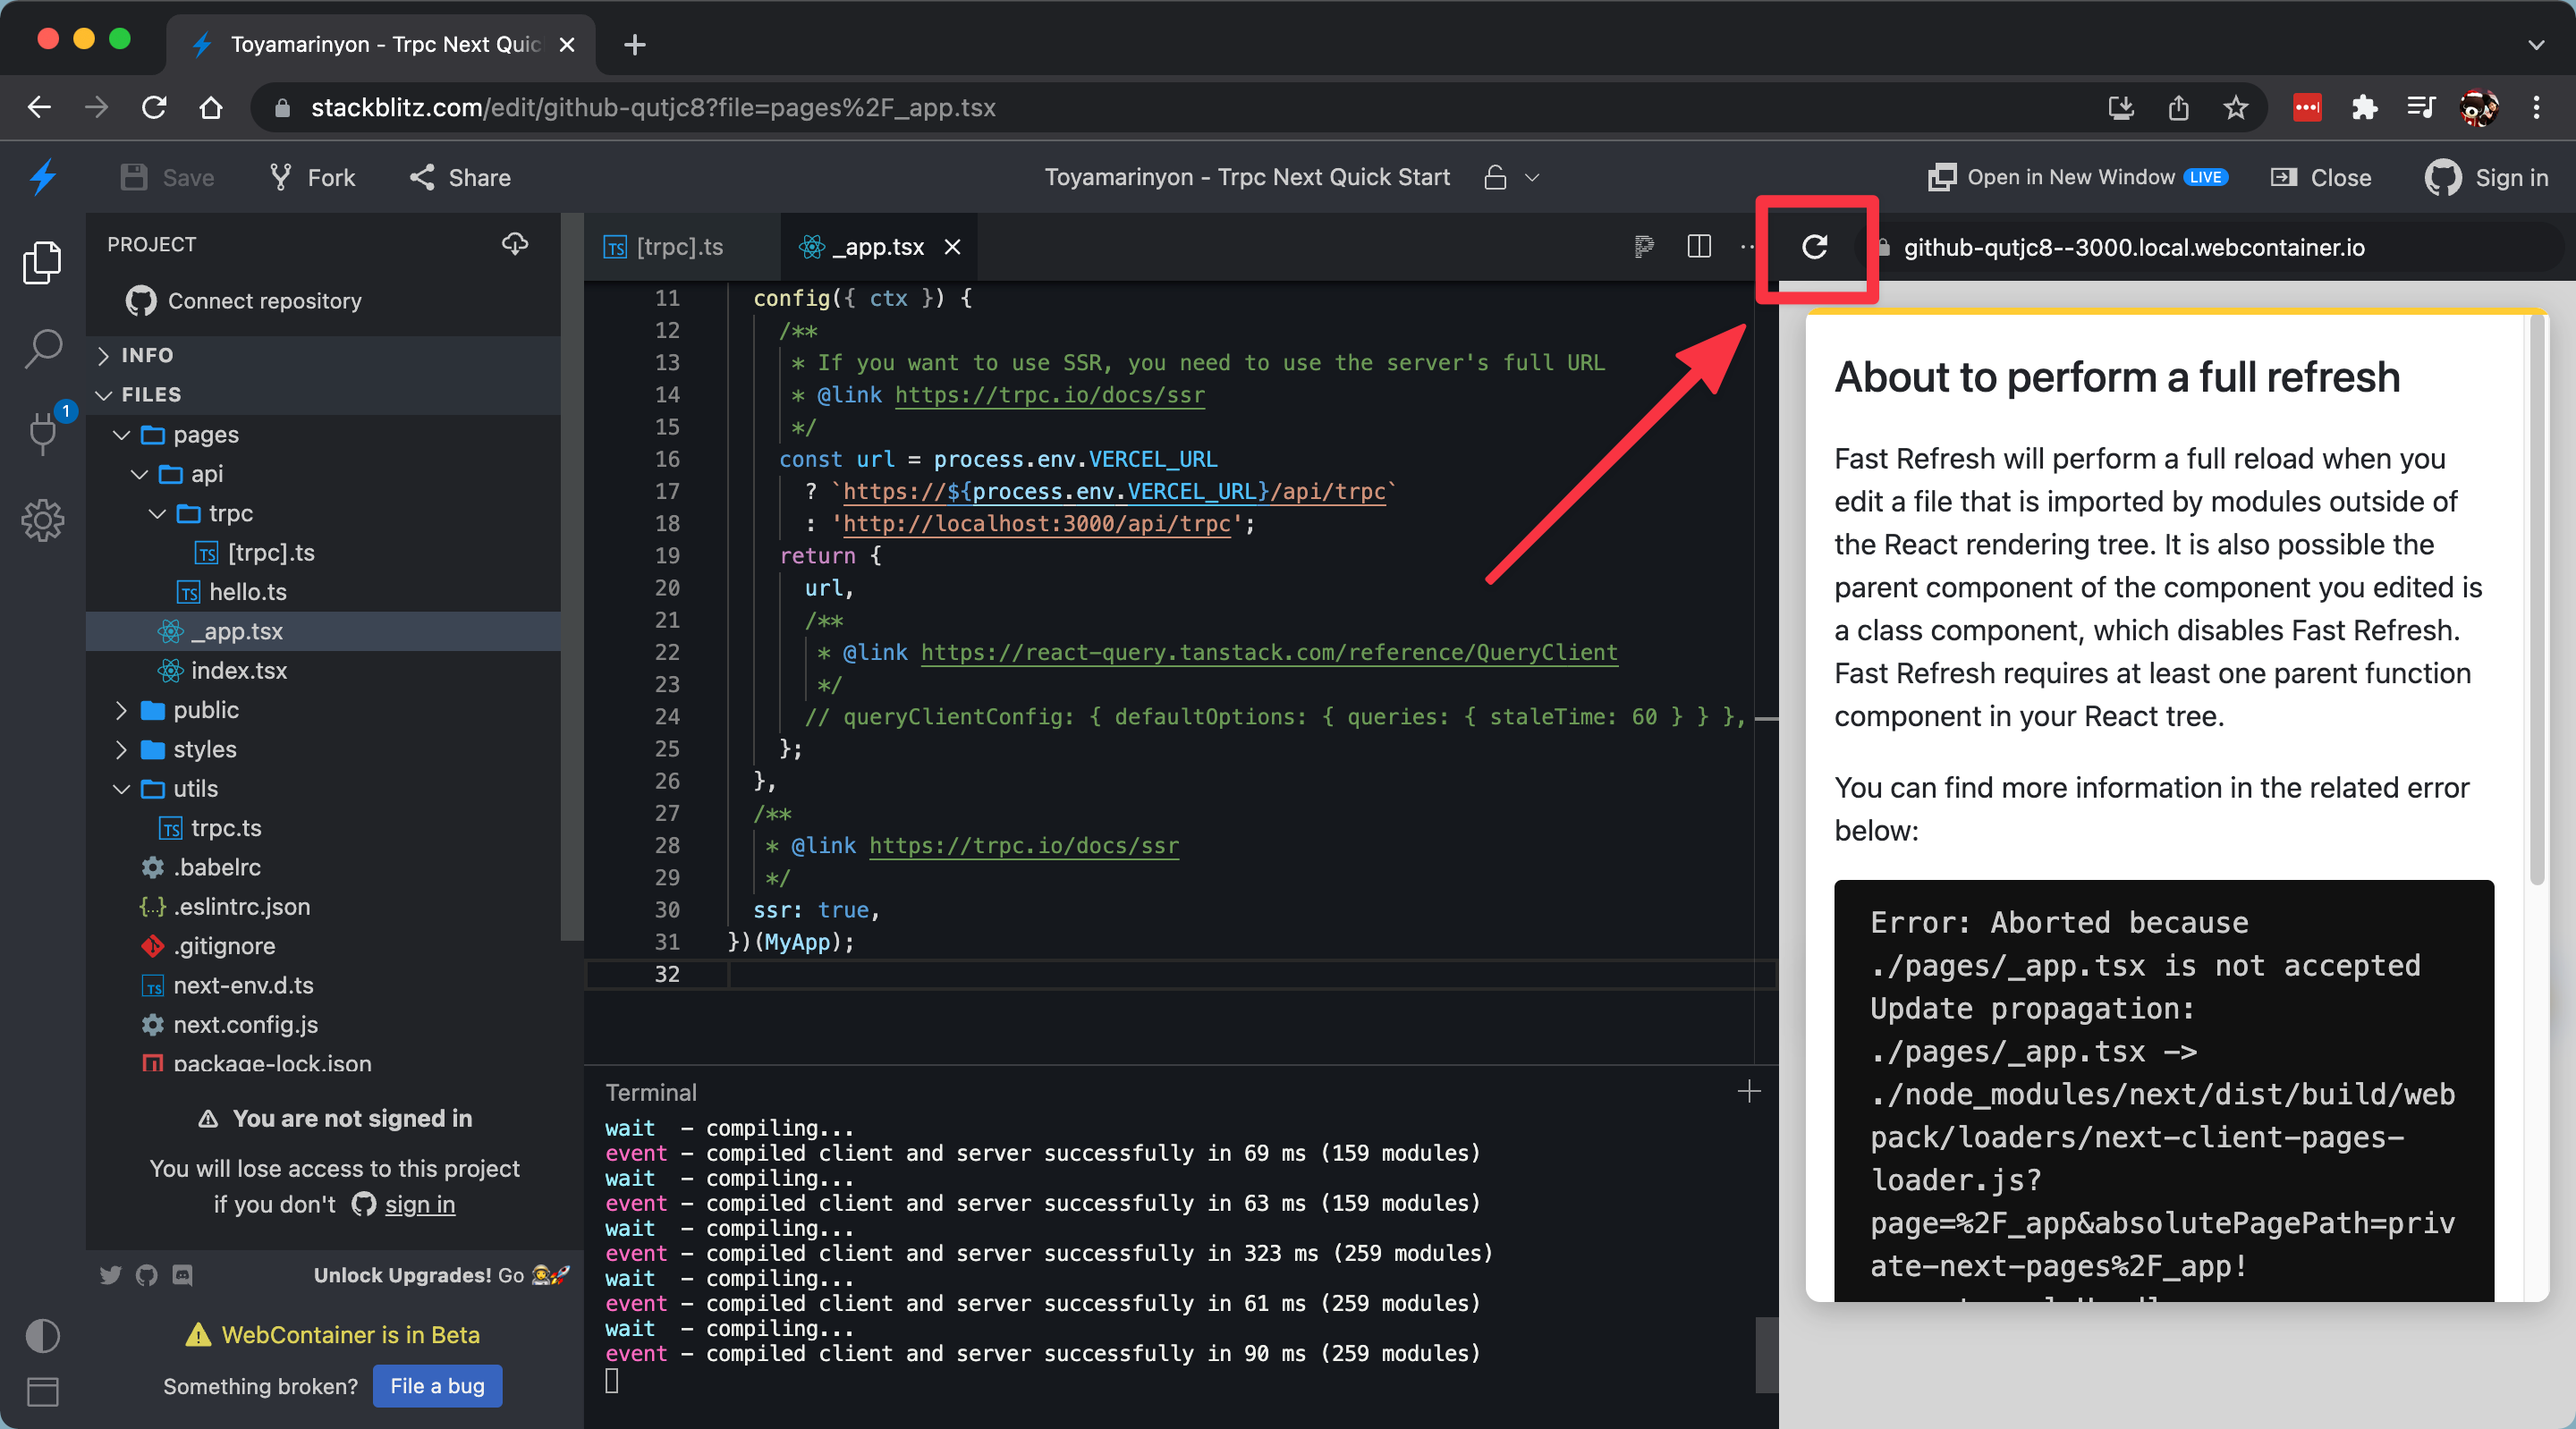 Toyamarinyon - Trpc Next Quic
stackblitz.com/edit/github-qutjc8?file=pages%2F_app.tsx
Save
Fork
Share
Toyamarinyon - Trpc Next Quick Start
Open in New Window LIVE
Close
Sign in
PROJECT
Connect repository
INFO
FILES
1
pages
api
trpc
TS [trpc].ts
TS hello.ts
_app.tsx
index.tsx
public
styles
utils
TS trpc.ts
.babelrc
{..} .eslintrc.json
.gitignore
TS next-env.d.ts
next.config.js
package-lock.json
You are not signed in
You will lose access to this project
if you don't sign in
Unlock Upgrades! Go
WebContainer is in Beta
Something broken? File a bug
TS [trpc].ts
_app.tsx
11 config({ ctx }) {
12 /**
13 * If you want to use SSR, you need to use the server's full URL
14 * @link https://trpc.io/docs/ssr
15 */
16 const url = process.env.VERCEL_URL
17 ? `https://${process.env.VERCEL_URL}/api/trpc`
18 : 'http://localhost:3000/api/trpc';
19 return {
20 url,
21 /**
22 * @link https://react-query.tanstack.com/reference/QueryClient
23 */
24 // queryClientConfig: { defaultOptions: { queries: { staleTime: 60 } } },
25 };
26 },
27 /**
28 * @link https://trpc.io/docs/ssr
29 */
30 ssr: true,
31 })(MyApp);
32
Terminal
wait - compiling...
event - compiled client and server successfully in 69 ms (159 modules)
wait - compiling...
event - compiled client and server successfully in 63 ms (159 modules)
wait - compiling...
event - compiled client and server successfully in 323 ms (259 modules)
wait - compiling...
event - compiled client and server successfully in 61 ms (259 modules)
wait - compiling...
event - compiled client and server successfully in 90 ms (259 modules)
github-qutjc8--3000.local.webcontainer.io
About to perform a full refresh
Fast Refresh will perform a full reload when you
edit a file that is imported by modules outside of
the React rendering tree. It is also possible the
parent component of the component you edited is
a class component, which disables Fast Refresh.
Fast Refresh requires at least one parent function
component in your React tree.
You can find more information in the related error
below:
Error: Aborted because
./pages/_app.tsx is not accepted
Update propagation:
./pages/_app.tsx ->
./node_modules/next/dist/build/web
pack/loaders/next-client-pages-
loader.js?
page=%2F_app&absolutePagePath=priv
ate-next-pages%2F_app!